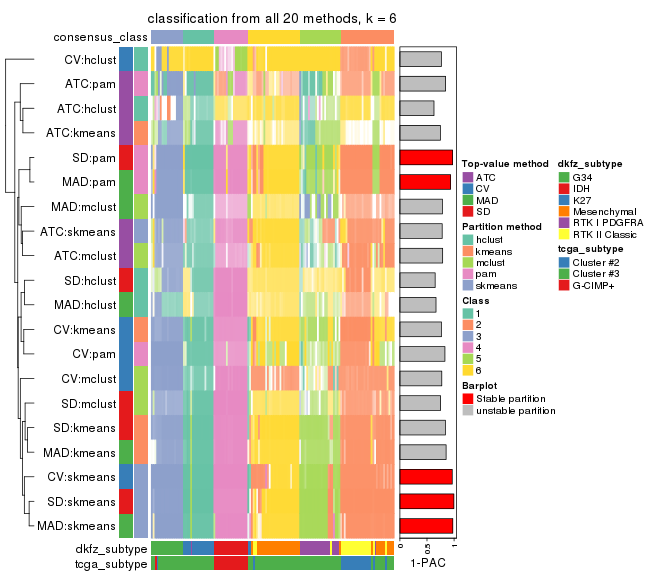 classification from all 20 methods, k = 6
consensus_class
CV:hclust
ATC:pam
ATC:hclust
ATC:kmeans
SD:pam
MAD:pam
MAD:mclust
ATC:skmeans
ATC:mclust
SD:hclust
MAD:hclust
CV:kmeans
CV:pam
CV:mclust
SD:mclust
SD:kmeans
MAD:kmeans
CV:skmeans
SD:skmeans
MAD:skmeans
dkfz_subtype
tcga_subtype
0
0.5
1
1-PAC
Top-value method
ATC
CV
MAD
SD
Partition method
hclust
kmeans
mclust
pam
skmeans
Class
1
2
3
4
5
6
Barplot
Stable partition
unstable partition
dkfz_subtype
G34
IDH
K27
Mesenchymal
RTK I PDGFRA
RTK II Classic
tcga_subtype
Cluster #2
Cluster #3
G-CIMP+